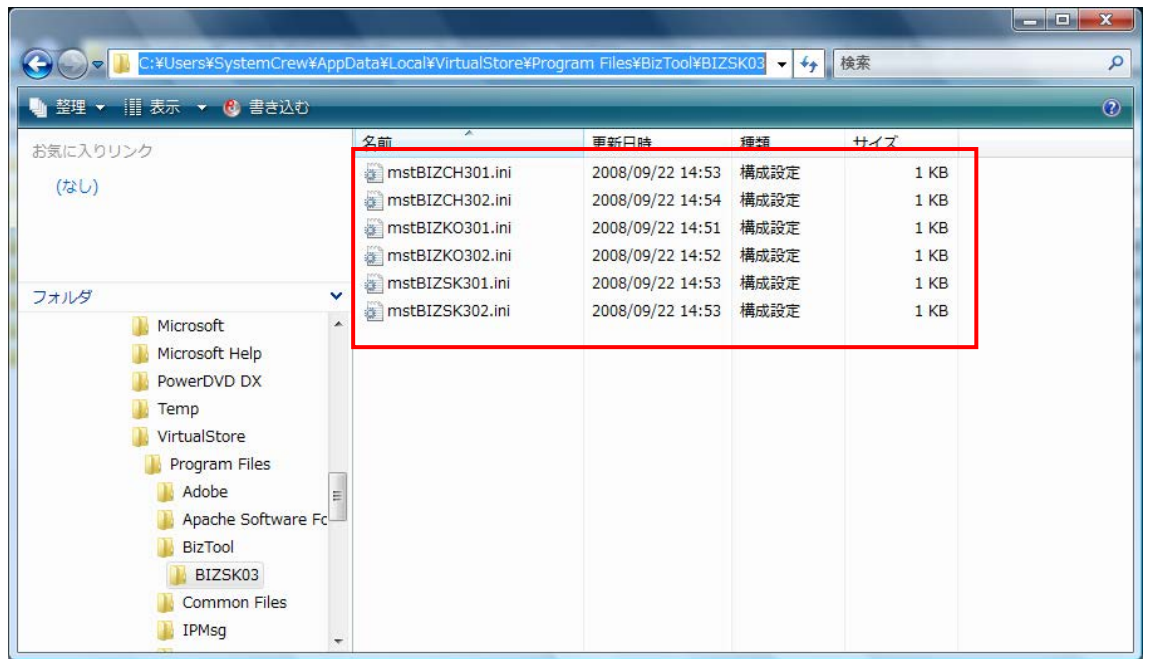 C:¥Users¥SystemCrew¥AppData¥Local¥VirtualStore¥Program Files¥BizTool¥BIZSK03
検索
整理 表示 書き込む
お気に入りリンク
(なし)
フォルダ
Microsoft
Microsoft Help
PowerDVD DX
Temp
VirtualStore
Program Files
Adobe
Apache Software Fo
BizTool
BIZSK03
Common Files
IPMsg
名前 更新日時 種類 サイズ
mstBIZCH301.ini 2008/09/22 14:53 構成設定 1 KB
mstBIZCH302.ini 2008/09/22 14:54 構成設定 1 KB
mstBIZKO301.ini 2008/09/22 14:51 構成設定 1 KB
mstBIZKO302.ini 2008/09/22 14:52 構成設定 1 KB
mstBIZSK301.ini 2008/09/22 14:53 構成設定 1 KB
mstBIZSK302.ini 2008/09/22 14:53 構成設定 1 KB